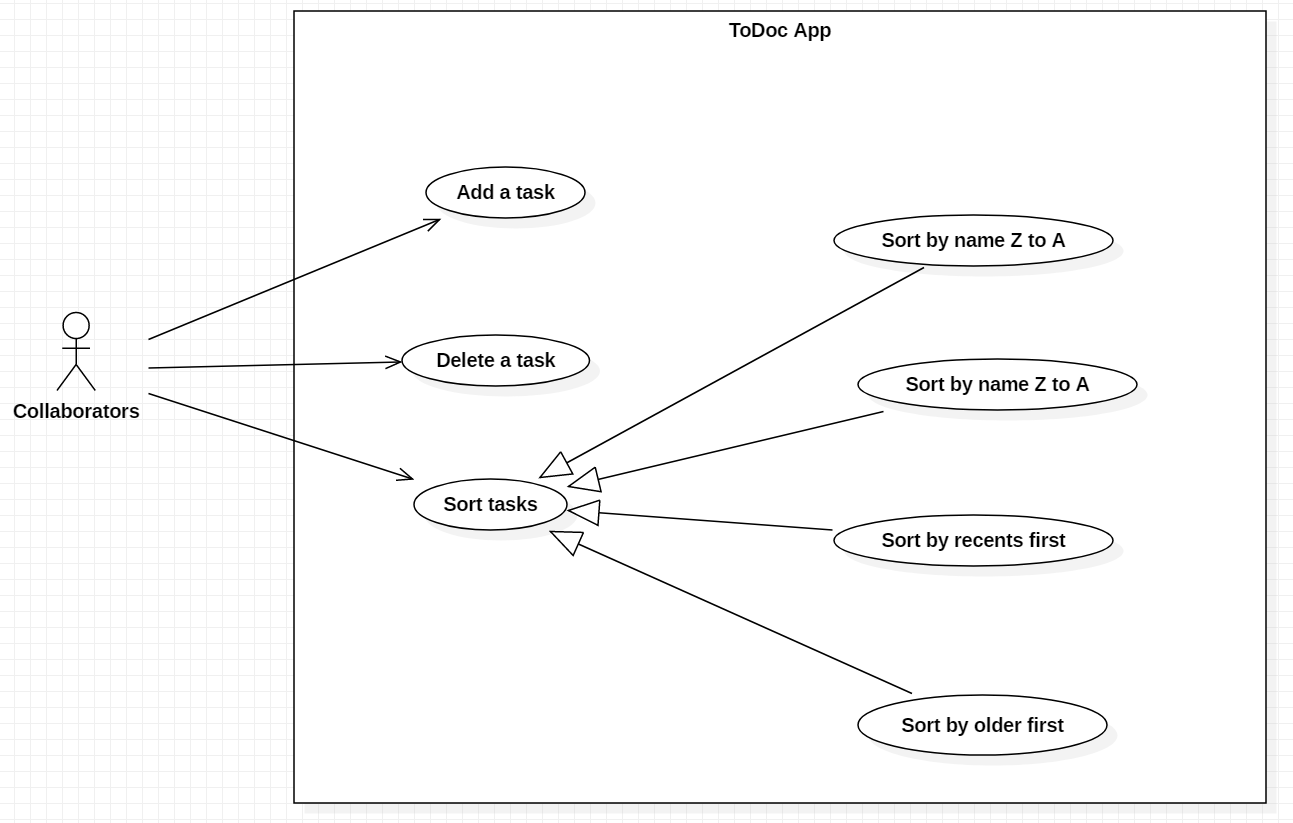 ToDoc App
Add a task
Sort by name Z to A
Delete a task
Sort by name Z to A
Collaborators
Sort tasks
Sort by recents first
Sort by older first